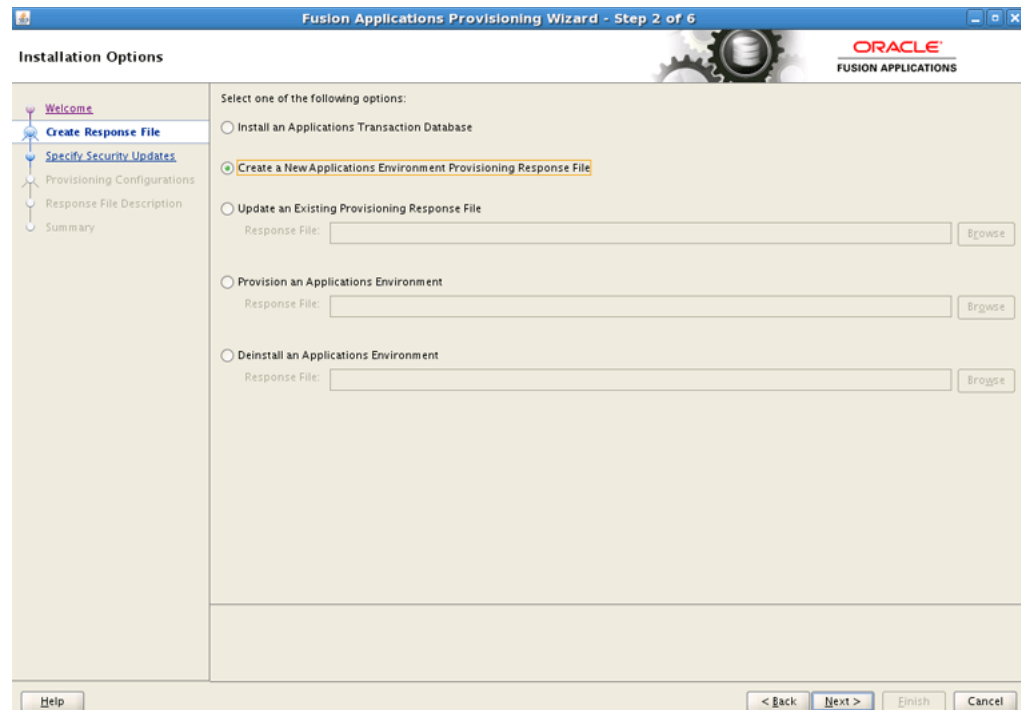 Fusion Applications Provisioning Wizard - Step 2 of 6
Installation Options
ORACLE
FUSION APPLICATIONS
Welcome
Create Response File
Specify Security Updates
Provisioning Configurations
Response File Description
Summary
Select one of the following options:
Install an Applications Transaction Database
Create a New Applications Environment Provisioning Response File
Update an Existing Provisioning Response File
Response File: Browse
Provision an Applications Environment
Response File: Browse
Deinstall an Applications Environment
Response File: Browse
Help < Back Next > Finish Cancel